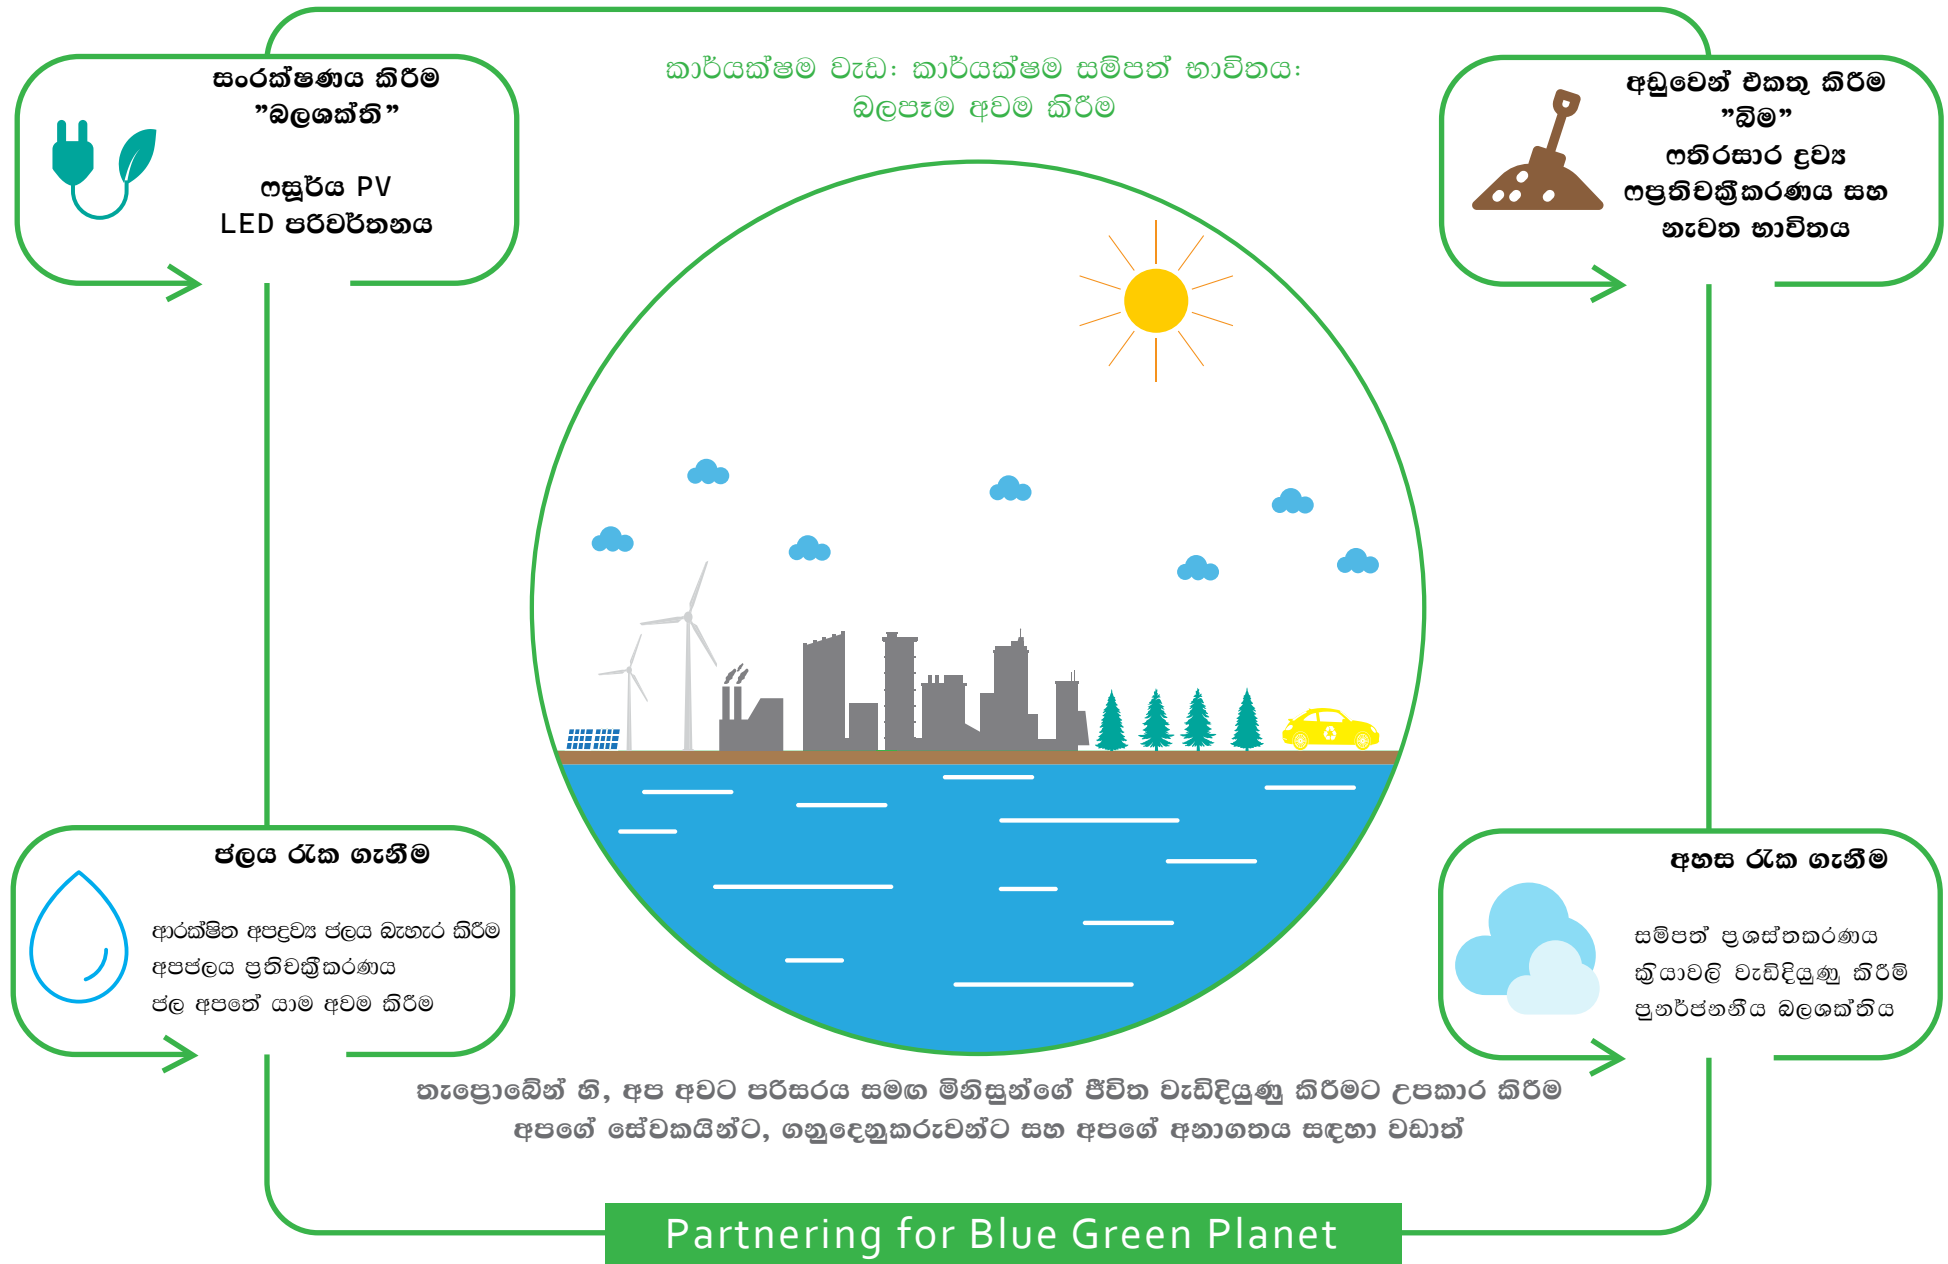 කාර්යක්ෂම වැඩ: කාර්යක්ෂම සම්පත් භාවිතය:
බලපෑම අවම කිරීම
සංරක්ෂණය කිරීම
”බලශක්ති”
ෆසූර්ය PV
LED පරිවර්තනය
අඩුවෙන් එකතු කිරීම
”බිම”
ෆතිරසාර ද්‍රව්‍ය
ෆප්‍රතිචක්‍රීකරණය සහ
නැවත භාවිතය
ජලය රැක ගැනීම
ආරක්ෂිත අපද්‍රව්‍ය ජලය බැහැර කිරීම
අපජලය ප්‍රතිචක්‍රීකරණය
ජල අපතේ යාම අවම කිරීම
අහස රැක ගැනීම
සම්පත් ප්‍රශස්තකරණය
ක්‍රියාවලි වැඩිදියුණු කිරීම්
පුනර්ජනනීය බලශක්තිය
තැප්‍රොබේන් හි, අප අවට පරිසරය සමඟ මිනිසුන්ගේ ජීවිත වැඩිදියුණු කිරීමට උපකාර කිරීම
අපගේ සේවකයින්ට, ගනුදෙනුකරුවන්ට සහ අපගේ අනාගතය සඳහා වඩාත්
Partnering for Blue Green Planet